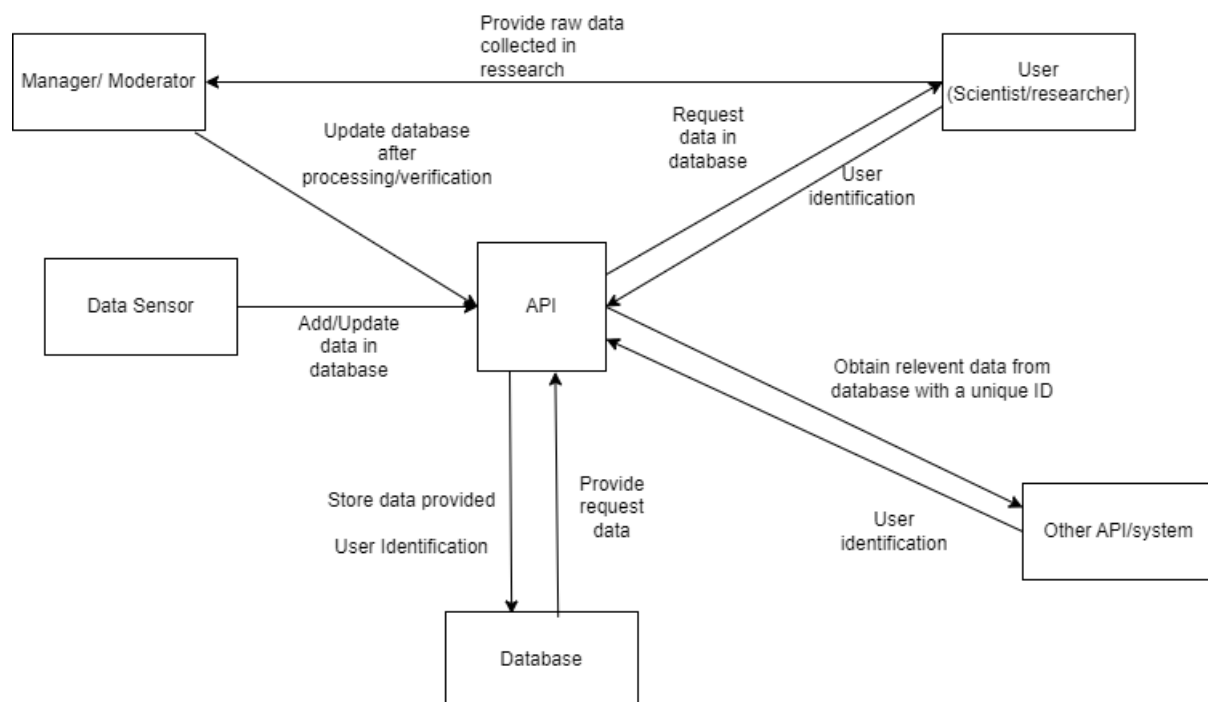 Provide raw data
collected in
ressearch
Manager/ Moderator
User
(Scientist/researcher)
Update database
after
processing/verification
Request
data in
database
User
identification
Data Sensor
API
Add/Update
data in
database
Obtain relevent data from
database with a unique ID
Store data provided
User Identification
Provide
request
data
User
identification
Other API/system
Database